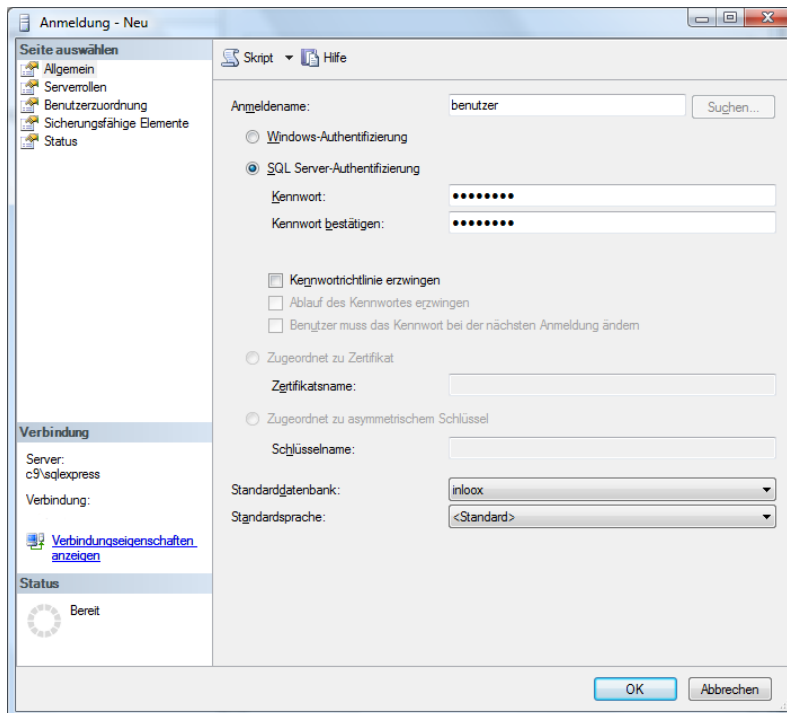 Anmeldung - Neu
Seite auswählen
Allgemein
Serverrollen
Benutzerzuordnung
Sicherungsfähige Elemente
Status
Skript
Hilfe
Anmeldename:
benutzer
Suchen...
Windows-Authentifizierung
SQL Server-Authentifizierung
Kennwort:
●●●●●●●●
Kennwort bestätigen:
●●●●●●●●
Kennwortrichtlinie erzwingen
Ablauf des Kennwortes erzwingen
Benutzer muss das Kennwort bei der nächsten Anmeldung ändern
Zugeordnet zu Zertifikat
Zertifikatsname:
Zugeordnet zu asymmetrischem Schlüssel
Schlüsselname:
Standarddatenbank:
inloox
Standardsprache:
<Standard>
Verbindung
Server:
c9\sqlexpress
Verbindung:
Verbindungseigenschaften
anzeigen
Status
Bereit
OK
Abbrechen